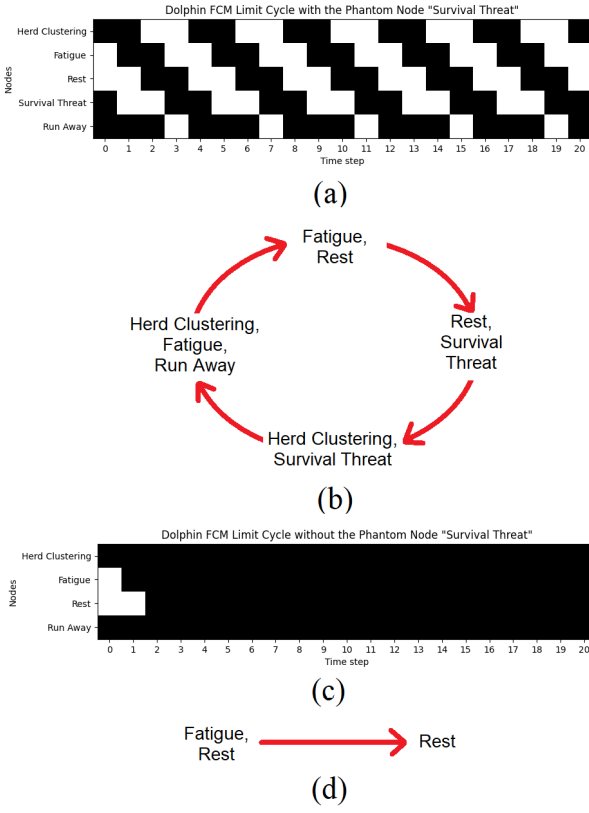 Dolphin FCM Limit Cycle with the Phantom Node "Survival Threat"
Nodes
Herd Clustering
Fatigue
Rest
Survival Threat
Run Away
0 1 2 3 4 5 6 7 8 9 10 11 12 13 14 15 16 17 18 19 20
Time step
(a)
Fatigue,
Rest
Rest,
Survival
Threat
Herd Clustering,
Fatigue,
Run Away
Herd Clustering,
Survival Threat
(b)
Dolphin FCM Limit Cycle without the Phantom Node "Survival Threat"
Nodes
Herd Clustering
Fatigue
Rest
Run Away
0 1 2 3 4 5 6 7 8 9 10 11 12 13 14 15 16 17 18 19 20
Time step
(c)
Fatigue,
Rest
Rest
(d)